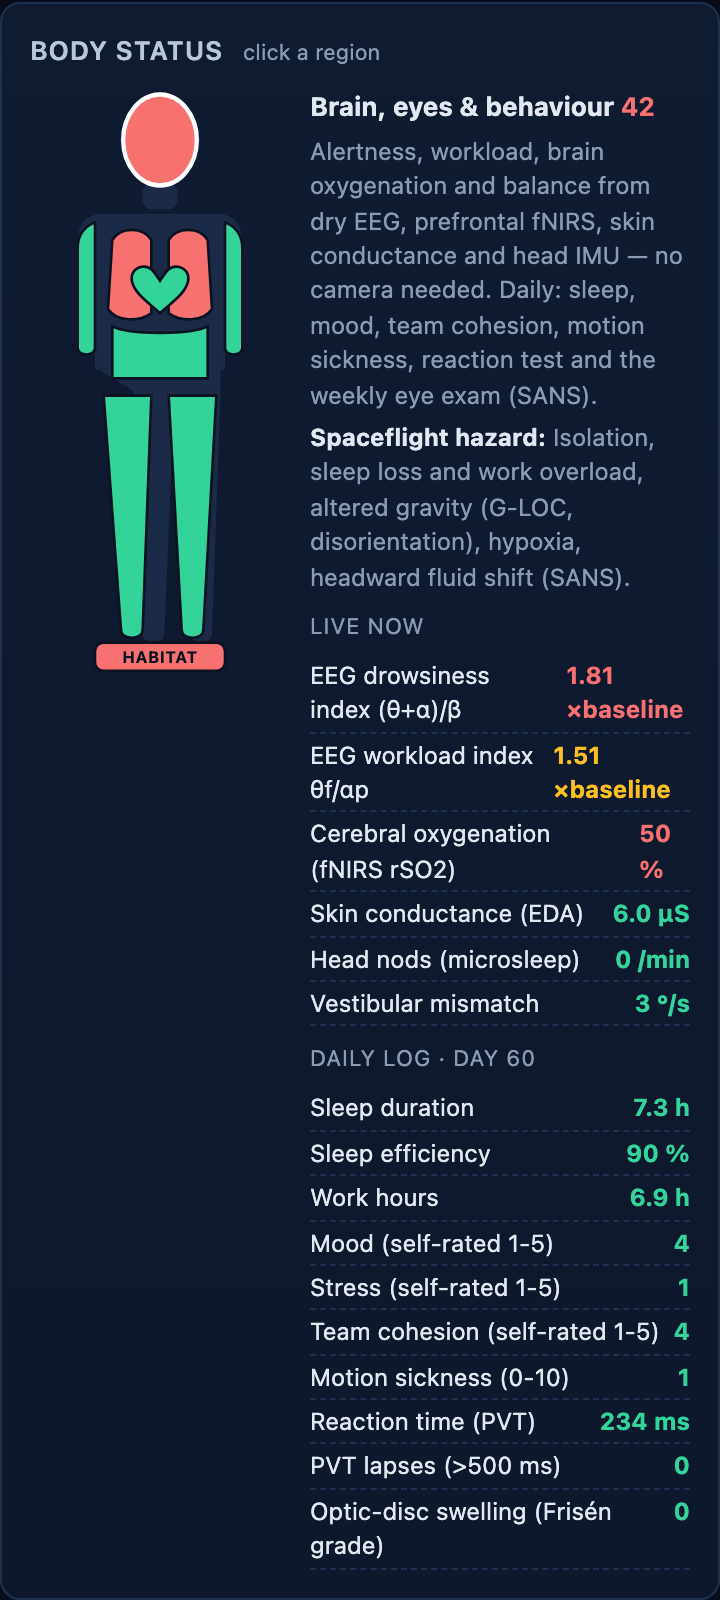 BODY STATUS click a region
Brain, eyes & behaviour 42
Alertness, workload, brain
oxygenation and balance from
dry EEG, prefrontal fNIRS, skin
conductance and head IMU — no
camera needed. Daily: sleep,
mood, team cohesion, motion
sickness, reaction test and the
weekly eye exam (SANS).
Spaceflight hazard: Isolation,
sleep loss and work overload,
altered gravity (G-LOC,
disorientation), hypoxia,
headward fluid shift (SANS).
HABITAT
LIVE NOW
EEG drowsiness 1.81
index (θ+α)/β ×baseline
EEG workload index 1.51
θf/αp ×baseline
Cerebral oxygenation 50
(fNIRS rSO2) %
Skin conductance (EDA) 6.0 µS
Head nods (microsleep) 0 /min
Vestibular mismatch 3 °/s
DAILY LOG · DAY 60
Sleep duration 7.3 h
Sleep efficiency 90 %
Work hours 6.9 h
Mood (self-rated 1-5) 4
Stress (self-rated 1-5) 1
Team cohesion (self-rated 1-5) 4
Motion sickness (0-10) 1
Reaction time (PVT) 234 ms
PVT lapses (>500 ms) 0
Optic-disc swelling (Frisén 0
grade)